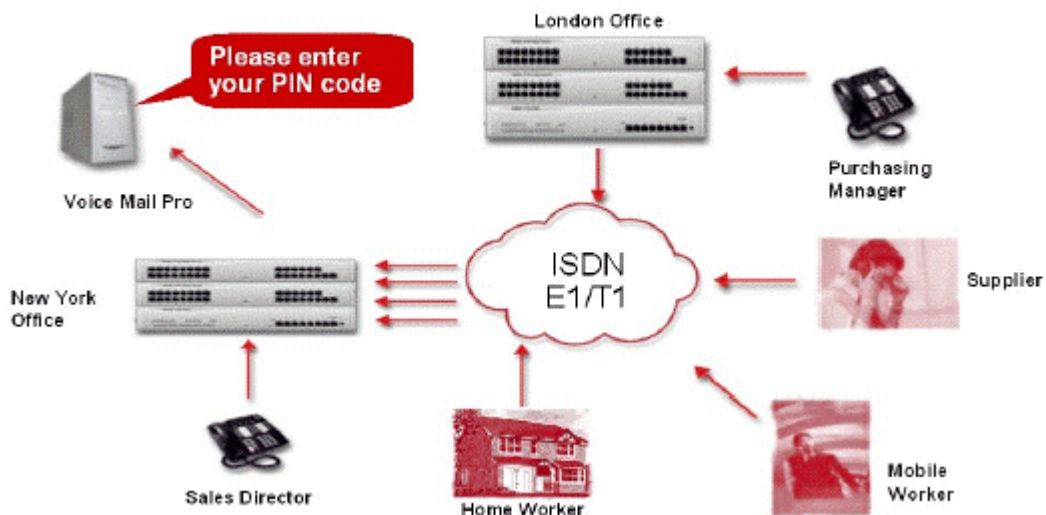 London Office
Please enter
your PIN code
Purchasing
Manager
Voice Mail Pro
ISDN
E1/T1
Supplier
New York
Office
Sales Director
Home Worker
Mobile
Worker